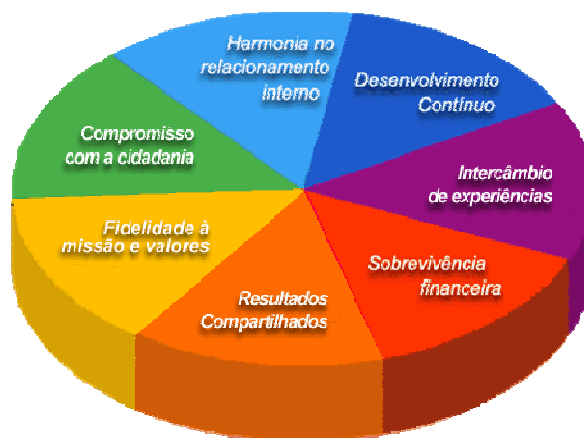 Harmonia no
relacionamento
interno
Desenvolvimento
Contínuo
Intercâmbio
de experiências
Sobrevivência
financeira
Resultados
Compartilhados
Fidelidade à
missão e valores
Compromisso
com a cidadania